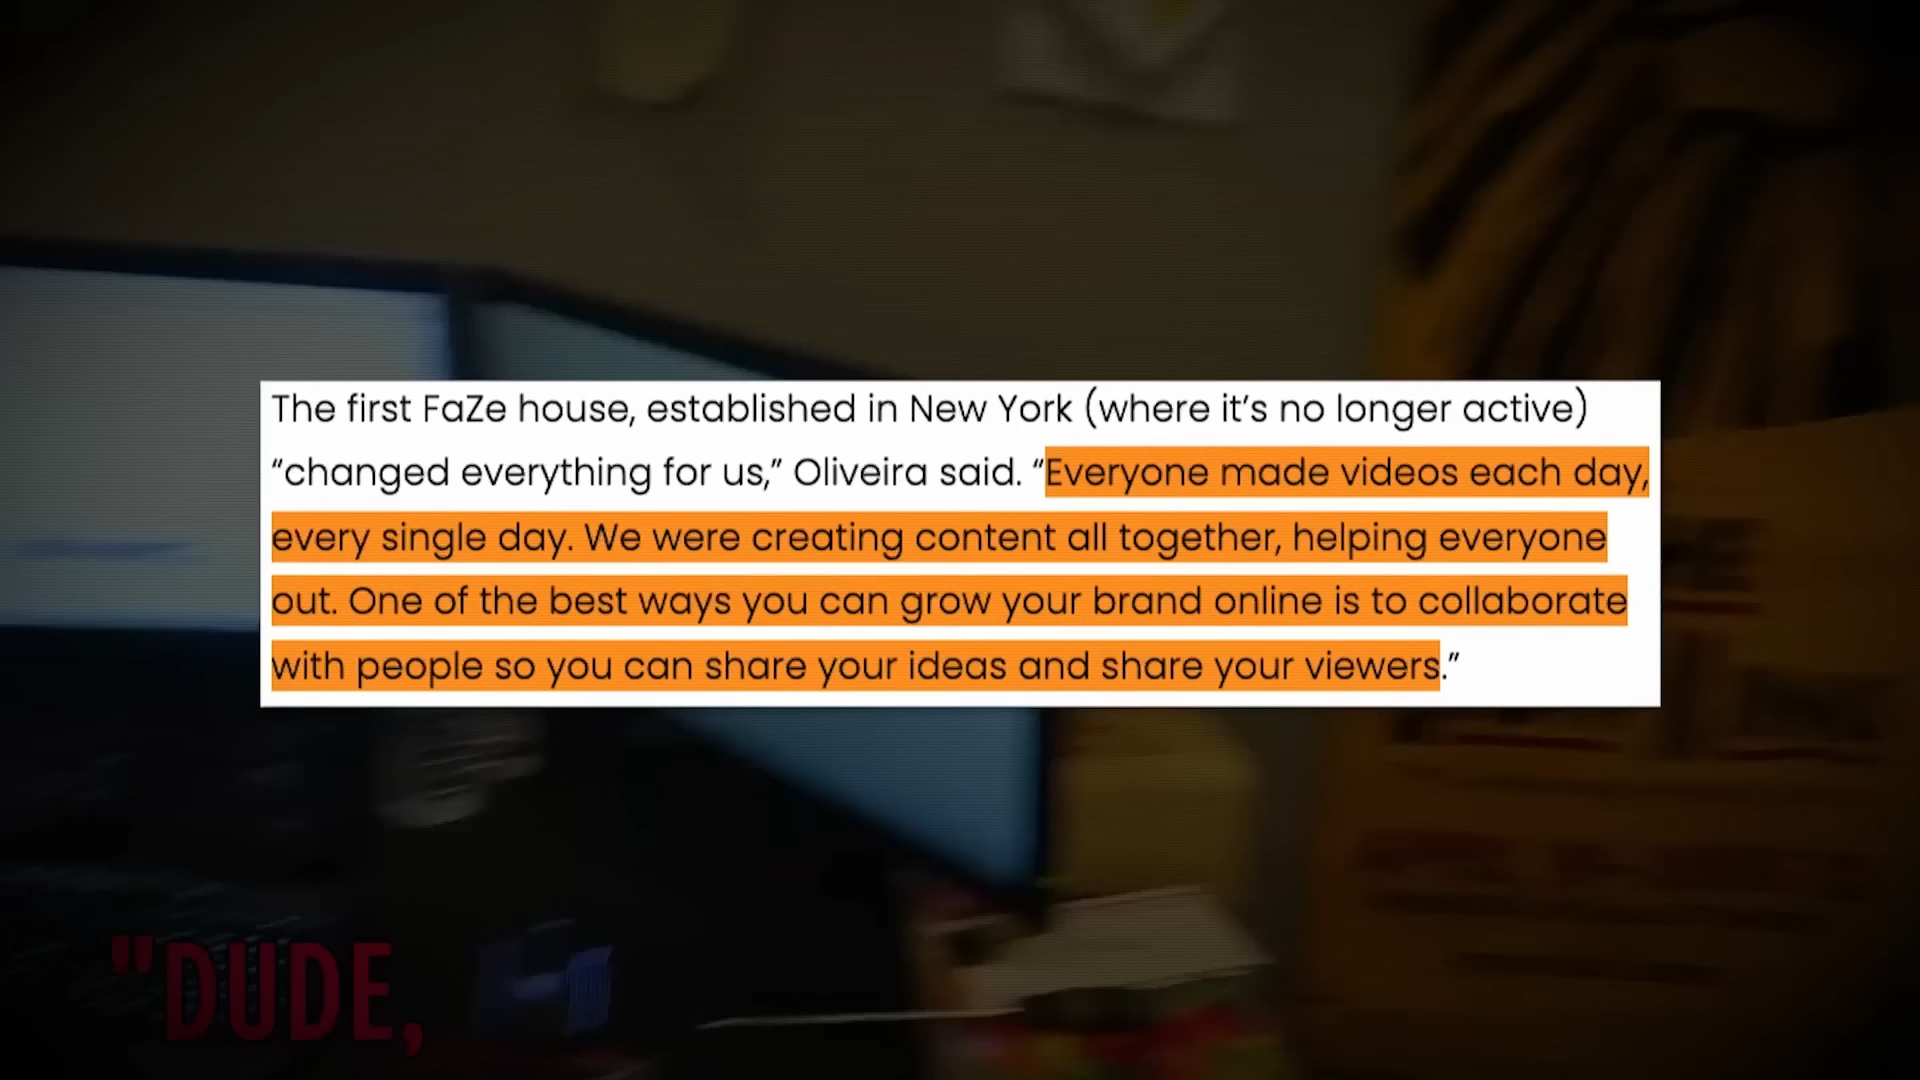 The first FaZe house, established in New York (where it’s no longer active)
“changed everything for us,” Oliveira said. “Everyone made videos each day,
every single day. We were creating content all together, helping everyone
out. One of the best ways you can grow your brand online is to collaborate
with people so you can share your ideas and share your viewers.”
"DUDE,